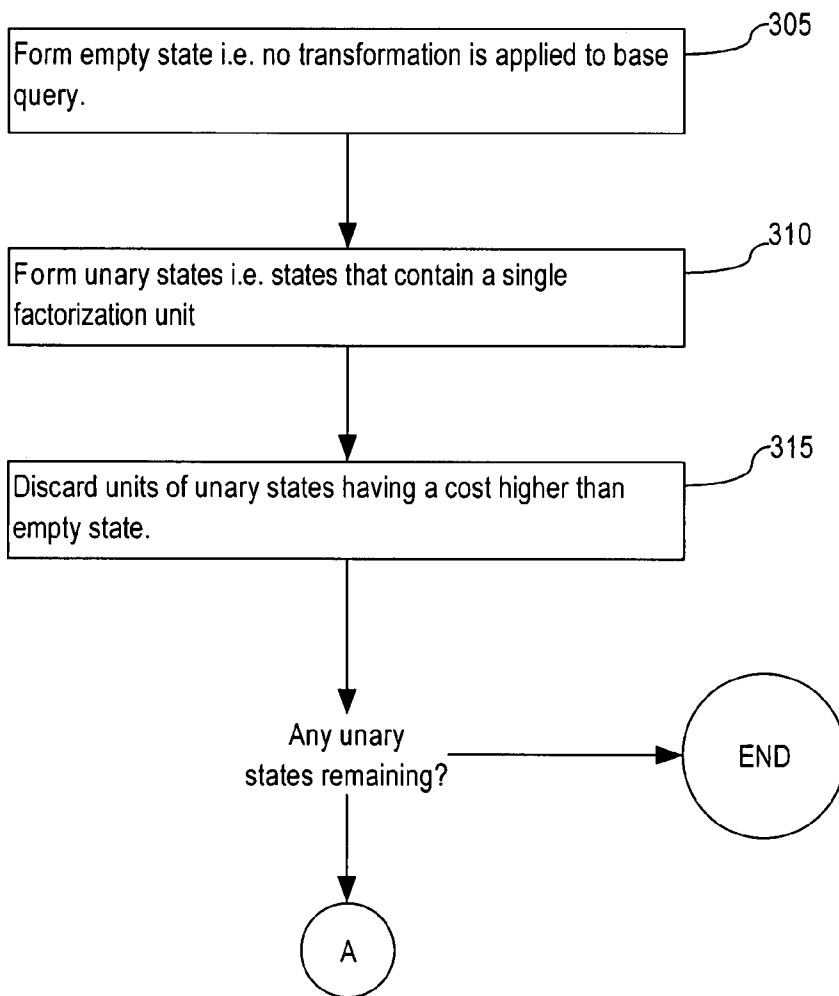 305
Form empty state i.e. no transformation is applied to base
query.
310
Form unary states i.e. states that contain a single
factorization unit
315
Discard units of unary states having a cost higher than
empty state.
Any unary
states remaining?
END
A